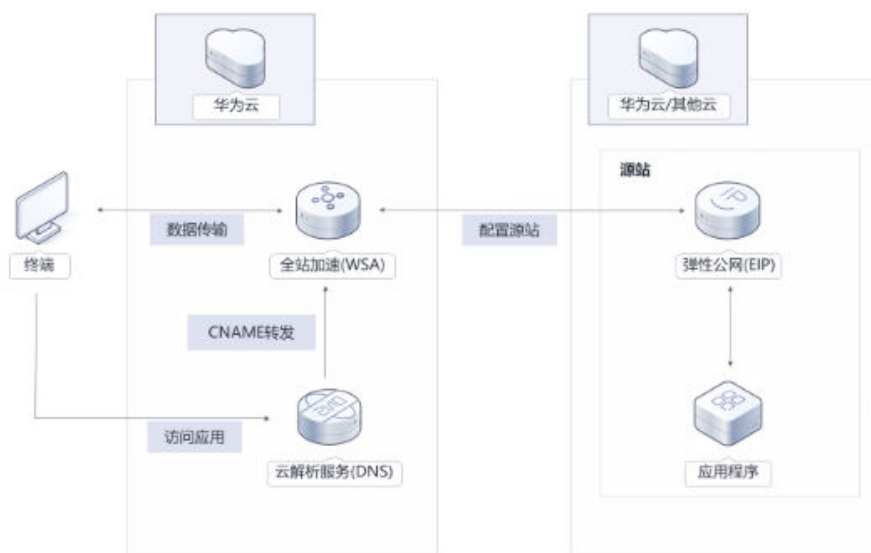 华为云
华为云/其他云
源站
IP
数据传输
配置源站
终端
全站加速(WSA)
弹性公网(EIP)
CNAME转发
DNS
访问应用
云解析服务(DNS)
应用程序